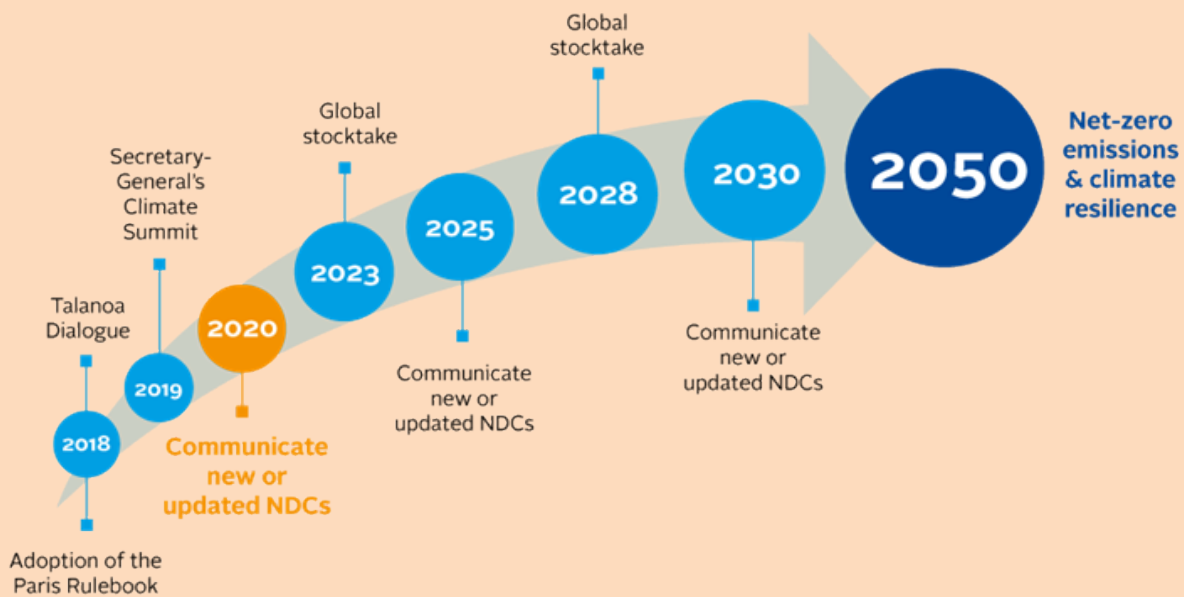 Talanoa
Dialogue
2018
Adoption of the
Paris Rulebook
Secretary-
General's
Climate
Summit
2019
2020
Communicate
new or
updated NDCs
Global
stocktake
2023
2025
Communicate
new or
updated NDCs
Global
stocktake
2028
2030
Communicate
new or
updated NDCs
2050
Net-zero
emissions
& climate
resilience